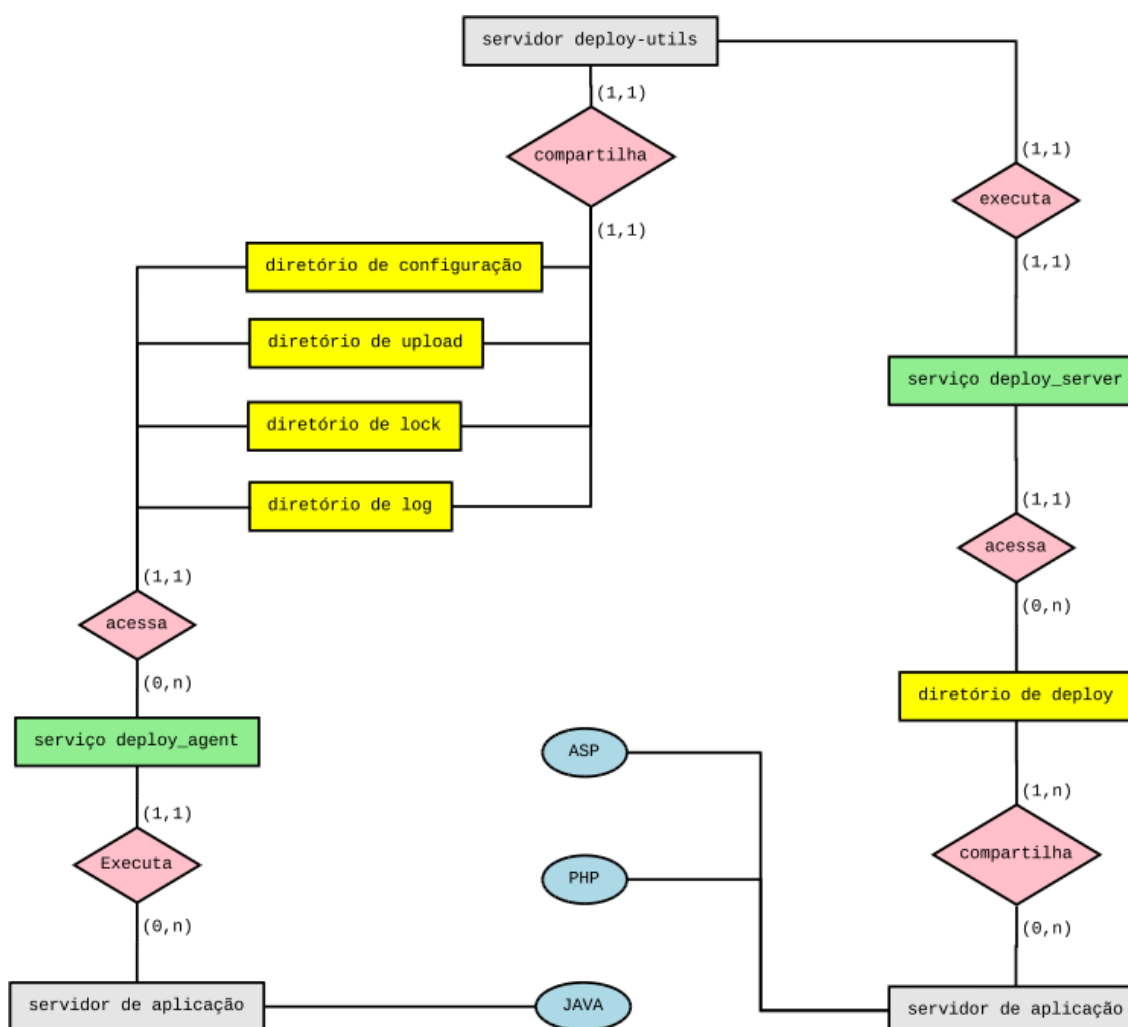 servidor deploy-utils
(1,1)
compartilha
(1,1)
executa
(1,1)
(1,1)
diretório de configuração
diretório de upload
serviço deploy_server
diretório de lock
diretório de log
(1,1)
acessa
(1,1)
acessa
(0,n)
(0,n)
diretório de deploy
serviço deploy_agent
ASP
(1,n)
(1,1)
compartilha
Executa
PHP
(0,n)
(0,n)
servidor de aplicação
JAVA
servidor de aplicação